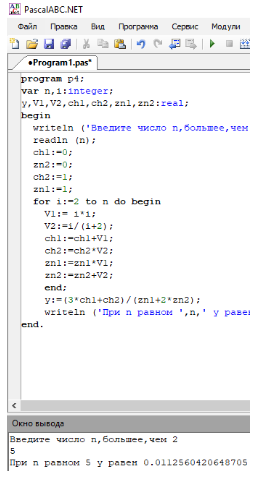 PascalABC.NET
Файл Правка Вид Программа Сервис Модули
●Program1.pas*
program p4;
var n,i:integer;
y,V1,V2,ch1,ch2,zn1,zn2:real;
begin
writeln ('Введите число n,большее,чем
readln (n);
ch1:=0;
zn2:=0;
ch2:=1;
zn1:=1;
for i:=2 to n do begin
V1:= i*i;
V2:=i/(i+2);
ch1:=ch1+V1;
ch2:=ch2*V2;
zn1:=zn1*V1;
zn2:=zn2+V2;
end;
y:=(3*ch1+ch2)/(zn1+2*zn2);
writeln ('При n равном ',n,' y равен
end.
Окно вывода
Введите число n,большее,чем 2
5
При n равном 5 y равен 0.0112560420648705